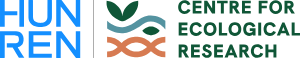 HUN
REN
CENTRE FOR
ECOLOGICAL
RESEARCH